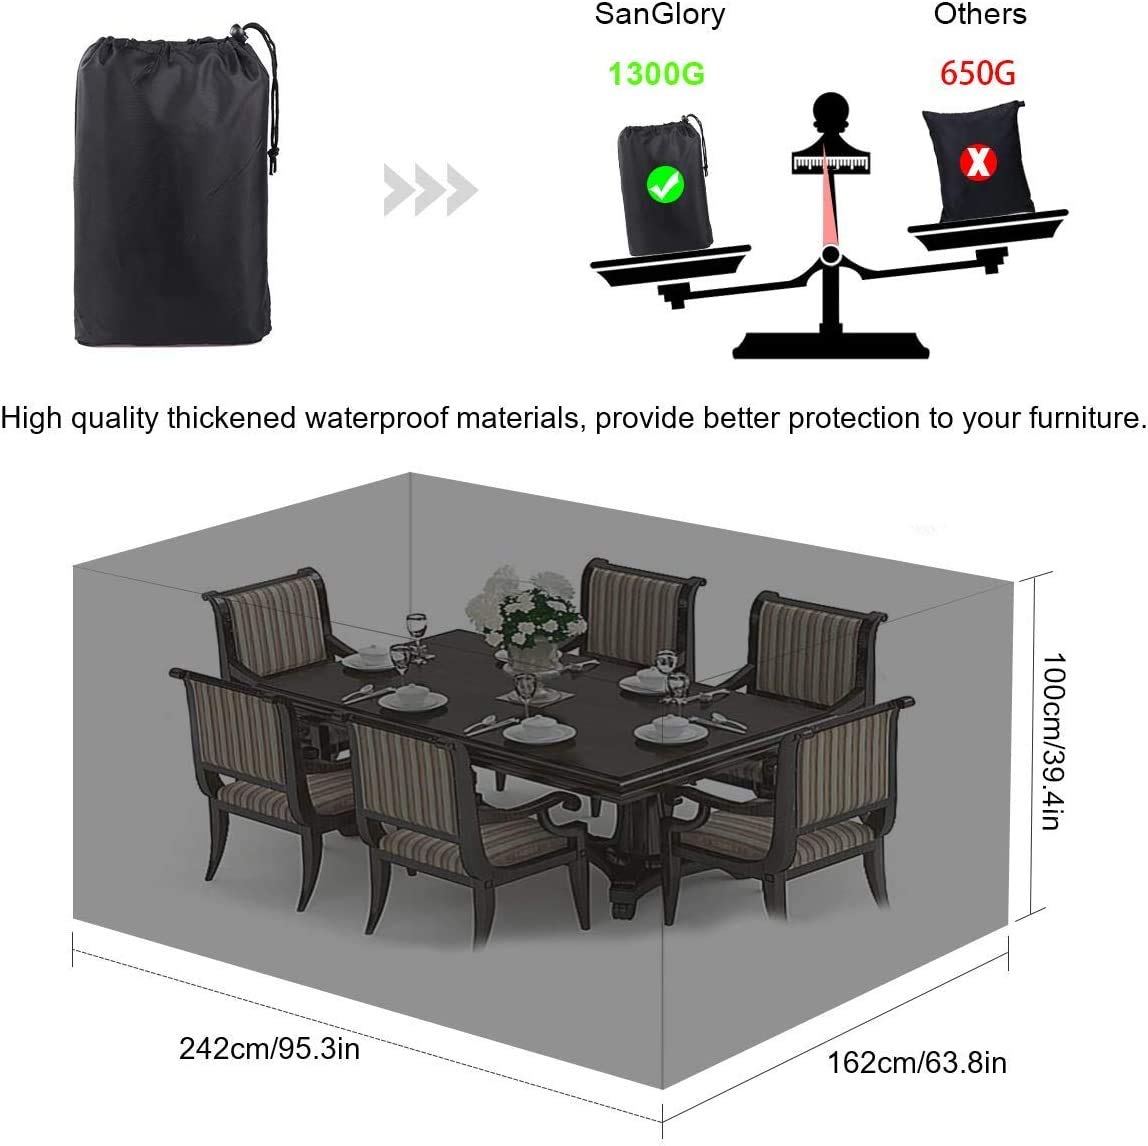 SanGlory
Others
1300G
650G
High quality thickened waterproof materials, provide better protection to your furniture.
100cm/39.4in
242cm/95.3in
162cm/63.8in